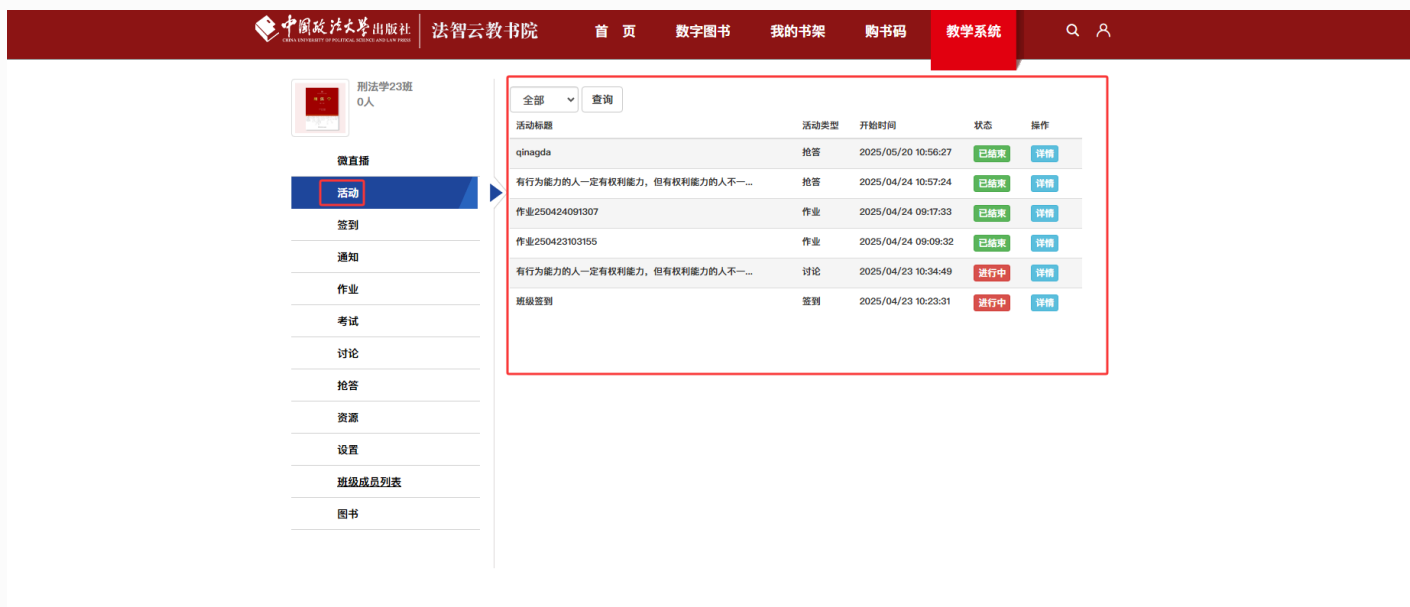 中国政法大学出版社 法智云教书院 首 页 数字图书 我的书架 购书码 教学系统
CHINA UNIVERSITY OF POLITICAL SCIENCE AND LAW PRESS
刑法学23班
0人
微直播
活动
签到
通知
作业
考试
讨论
抢答
资源
设置
班级成员列表
图书
全部 查询
活动标题 活动类型 开始时间 状态 操作
qinagda 抢答 2025/05/20 10:56:27 已结束 详情
有行为能力的人一定有权利能力，但有权利能力的人不一... 抢答 2025/04/24 10:57:24 已结束 详情
作业250424091307 作业 2025/04/24 09:17:33 已结束 详情
作业250423103155 作业 2025/04/24 09:09:32 已结束 详情
有行为能力的人一定有权利能力，但有权利能力的人不一... 讨论 2025/04/23 10:34:49 进行中 详情
班级签到 签到 2025/04/23 10:23:31 进行中 详情